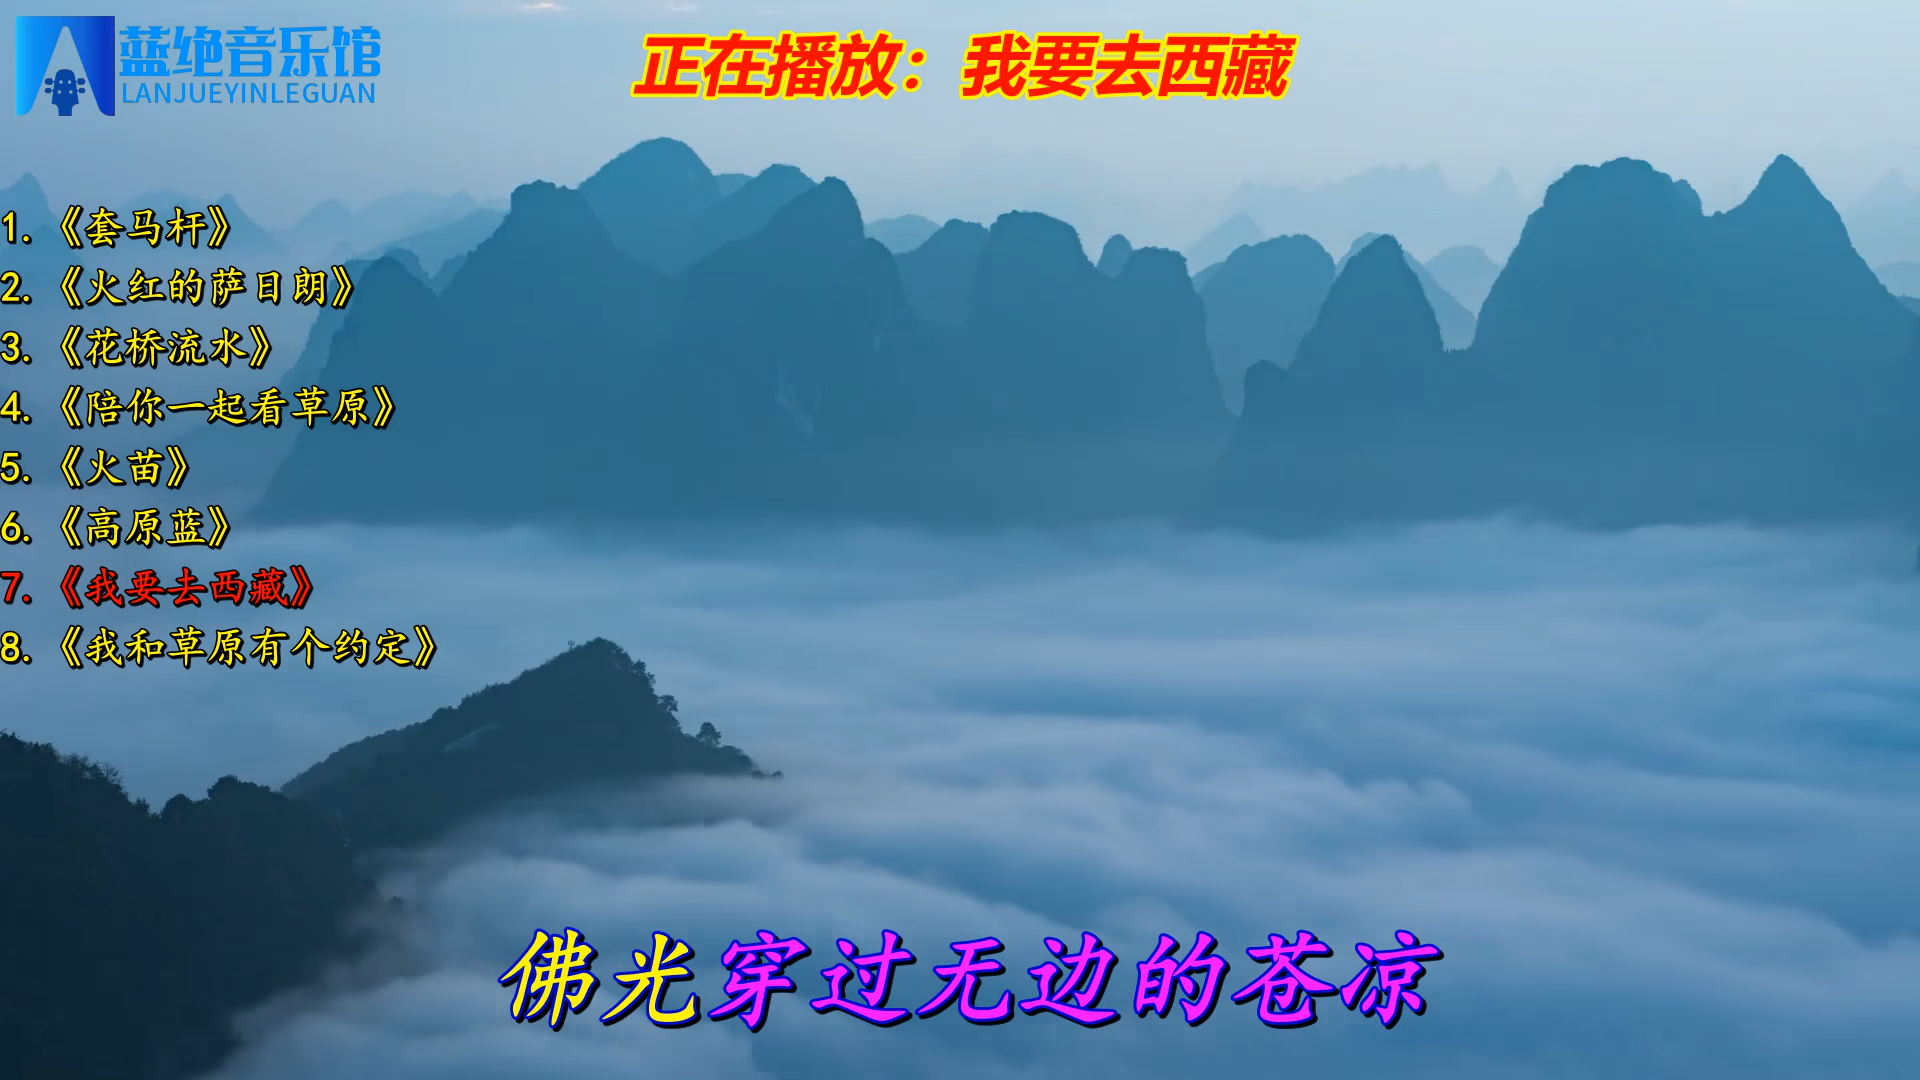 蓝绝音乐馆
LANJUEYINLEGUAN
正在播放：我要去西藏
1.《套马杆》
2.《火红的萨日朗》
3.《花桥流水》
4.《陪你一起看草原》
5.《火苗》
6.《高原蓝》
7.《我要去西藏》
8.《我和草原有个约定》
佛光穿过无边的苍凉